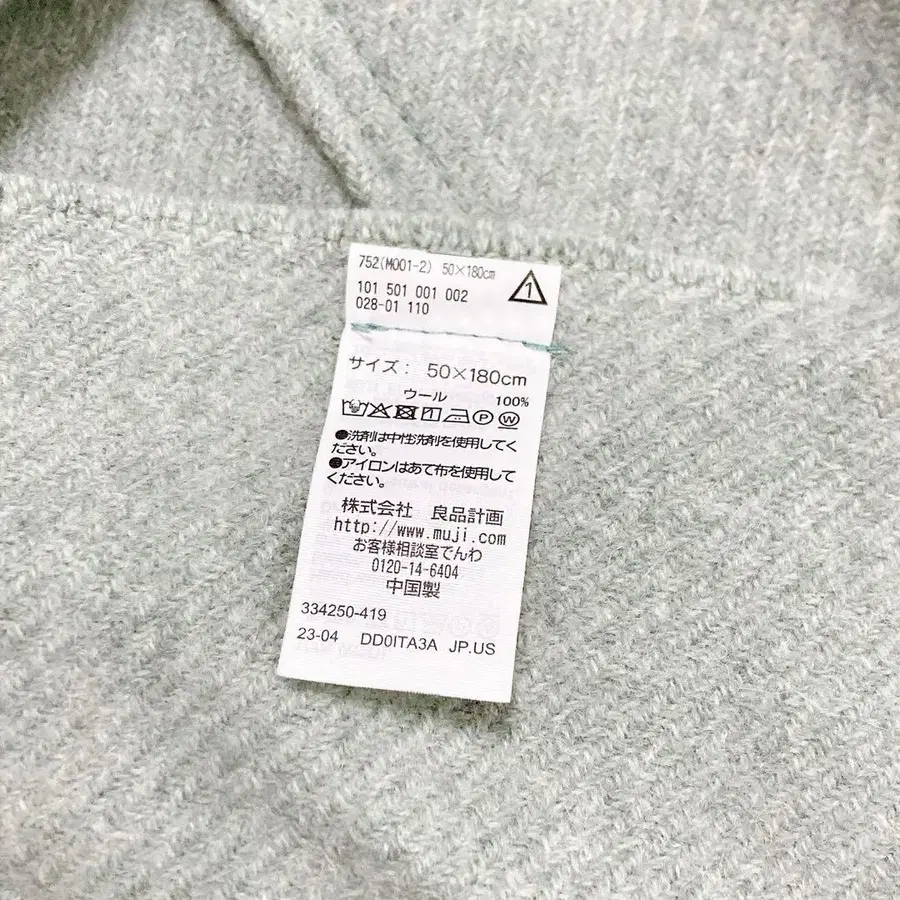 752(M001-2) 50×180cm
101 501 001 002
028-01 110
1
サイズ: 50×180cm
ウール 100%
P W
●洗剤は中性洗剤を使用してく
ださい。
●アイロンはあて布を使用して
ください。
株式会社 良品計画
http://www.muji.com
お客様相談室でんわ
0120-14-6404
中国製
334250-419
23-04 DD0ITA3A JP.US